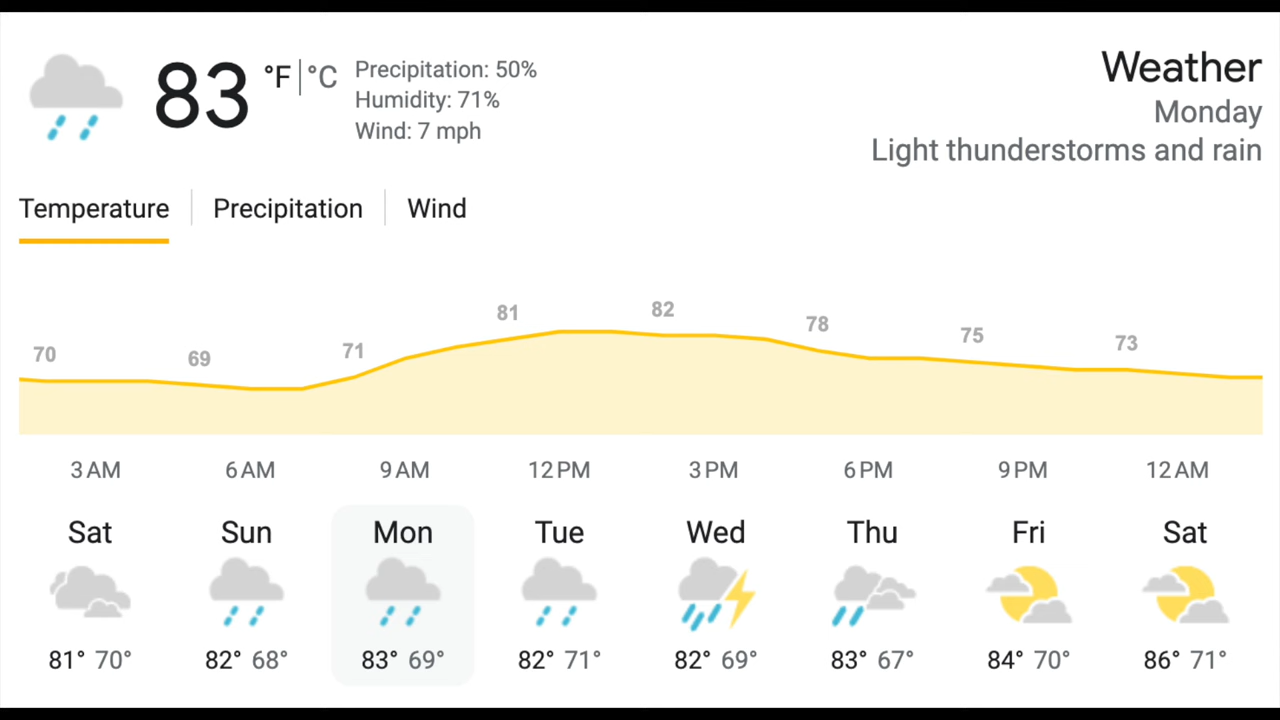 83 °F | °C
Precipitation: 50%
Humidity: 71%
Wind: 7 mph
Weather
Monday
Light thunderstorms and rain
Temperature Precipitation Wind
70 69 71 81 82 78 75 73
3 AM 6 AM 9 AM 12 PM 3 PM 6 PM 9 PM 12 AM
Sat Sun Mon Tue Wed Thu Fri Sat
81° 70° 82° 68° 83° 69° 82° 71° 82° 69° 83° 67° 84° 70° 86° 71°